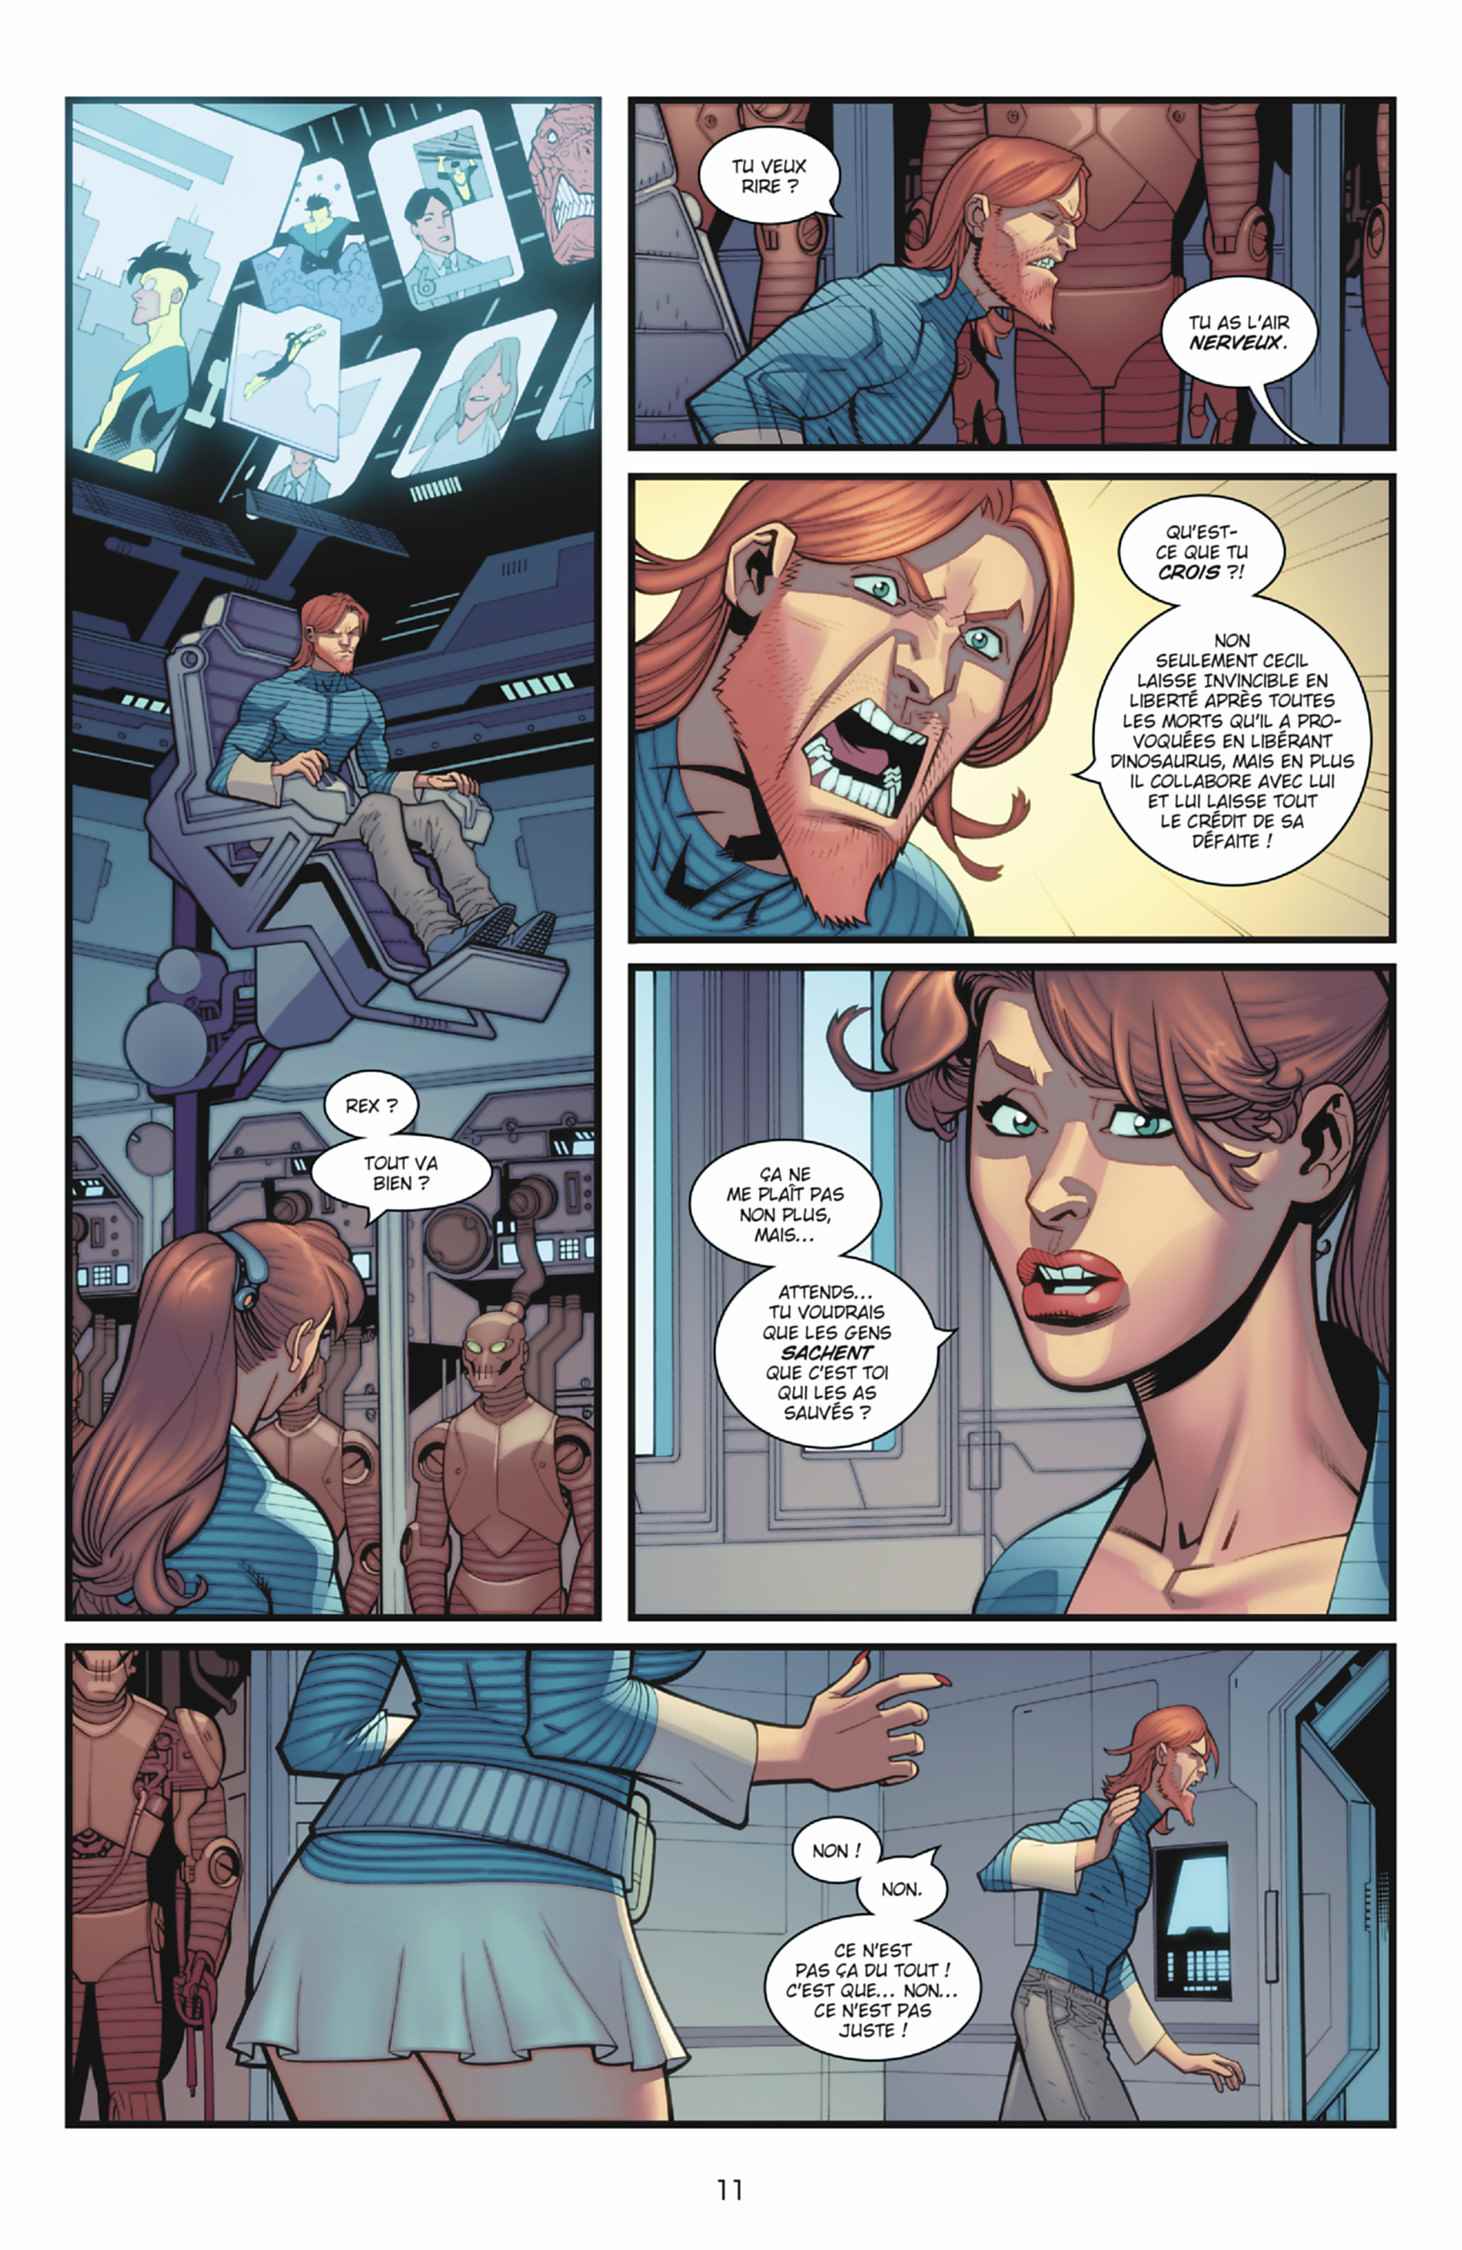 REX ?
TOUT VA
BIEN ?
TU VEUX
RIRE ?
TU AS L'AIR
NERVEUX.
QU'EST-
CE QUE TU
CROIS ?!
NON
SEULEMENT CECIL
LAISSE INVINCIBLE EN
LIBERTÉ APRÈS TOUTES
LES MORTS QU'IL A PRO-
VOQUÉES EN LIBÉRANT
DINOSAURUS, MAIS EN PLUS
IL COLLABORE AVEC LUI
ET LUI LAISSE TOUT
LE CRÉDIT DE SA
DÉFAITE !
ÇA NE
ME PLAÎT PAS
NON PLUS,
MAIS...
ATTENDS...
TU VOUDRAIS
QUE LES GENS
SACHENT
QUE C'EST TOI
QUI LES AS
SAUVÉS ?
NON !
NON.
CE N'EST
PAS ÇA DU TOUT !
C'EST QUE... NON...
CE N'EST PAS
JUSTE !
11